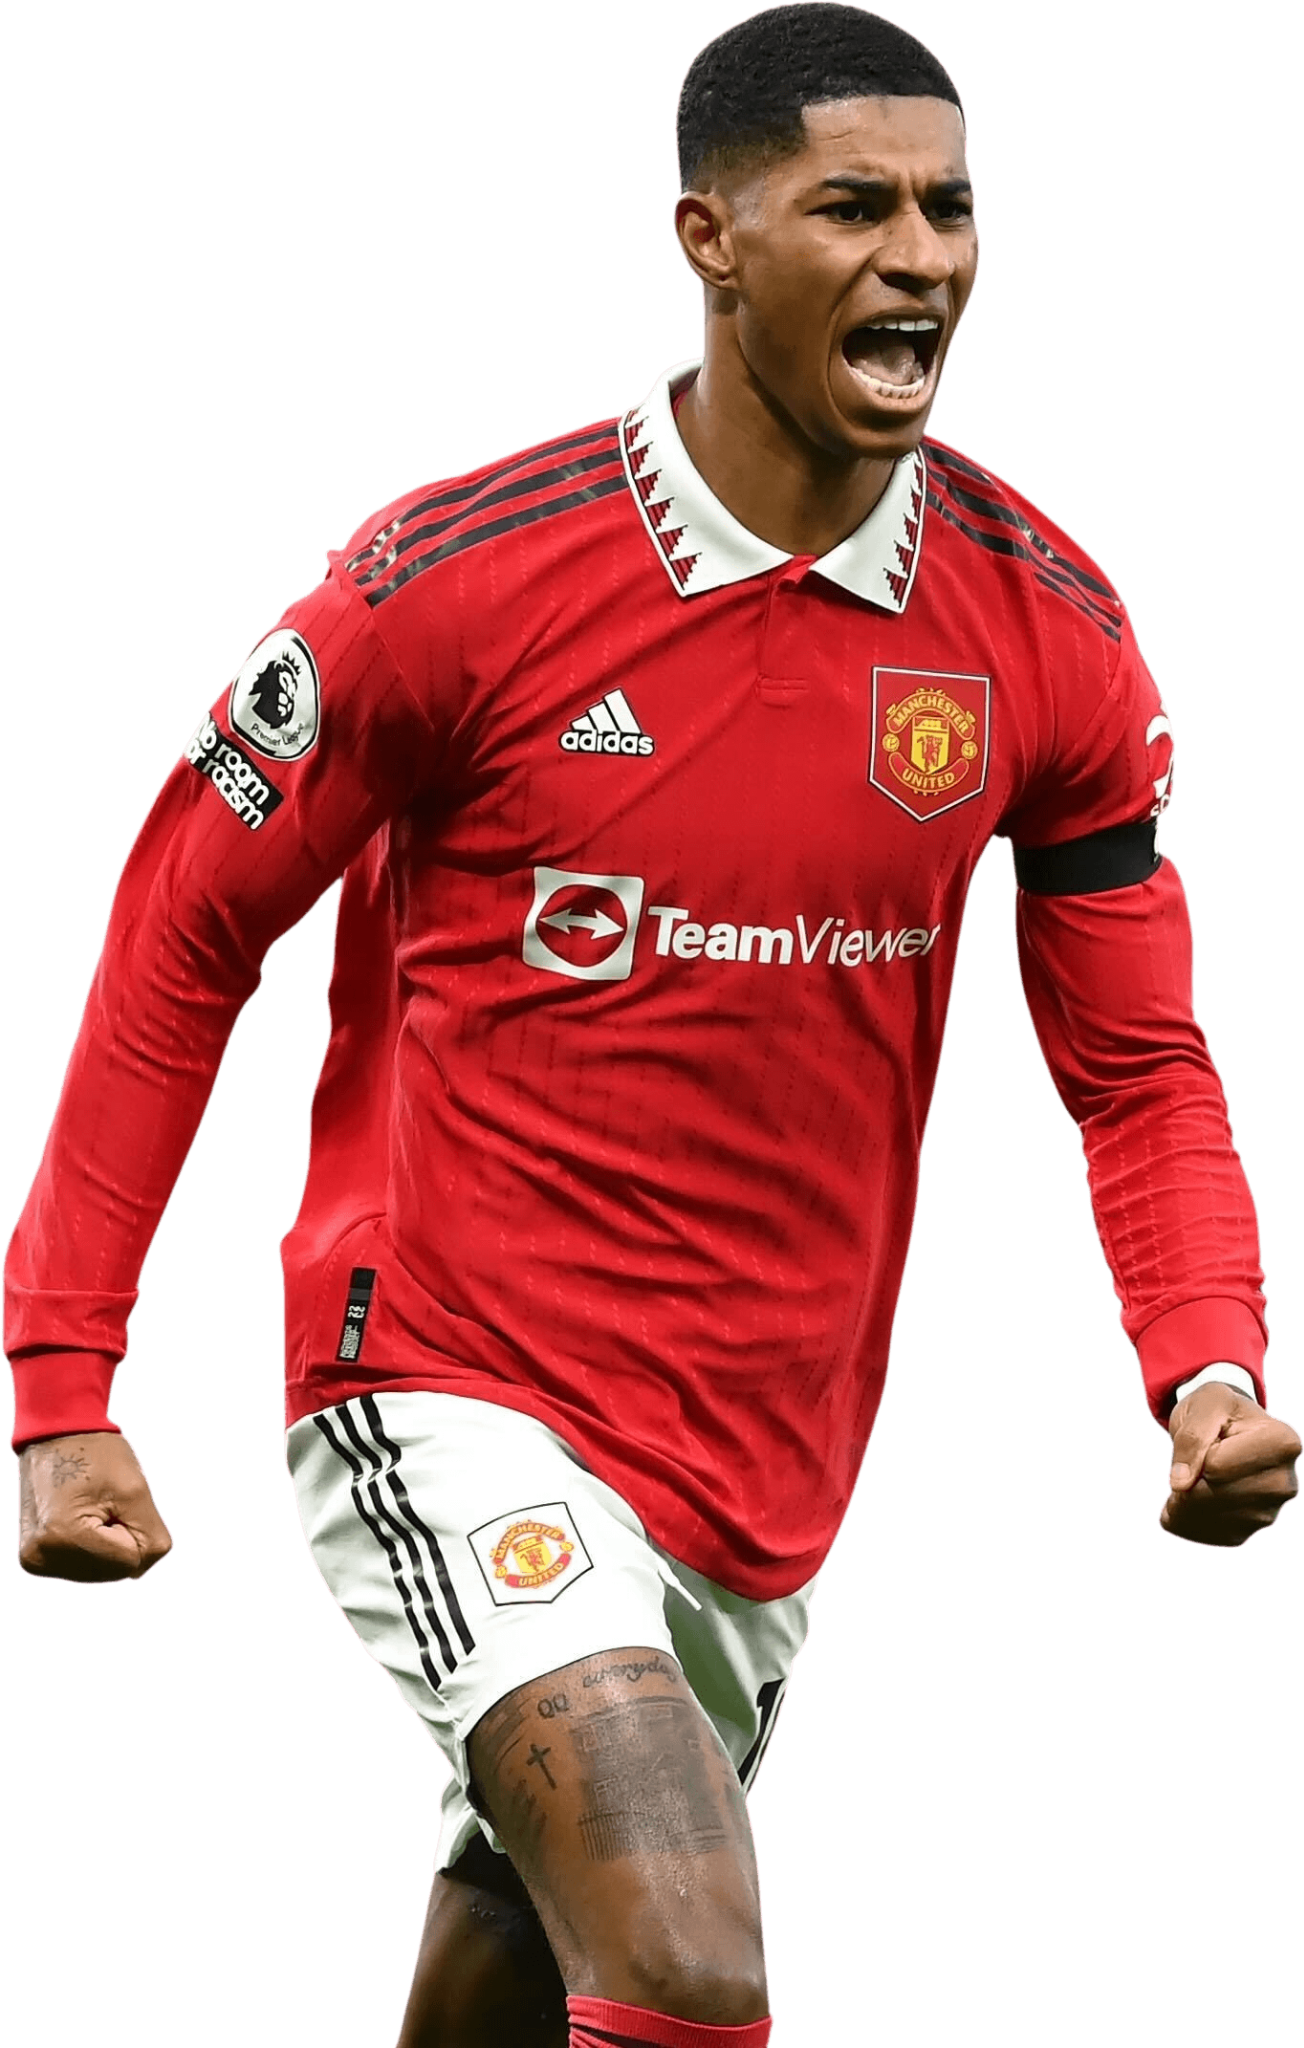 Premier League
no room
for racism
adidas
MANCHESTER
UNITED
TeamViewer
MANCHESTER
UNITED
everyday